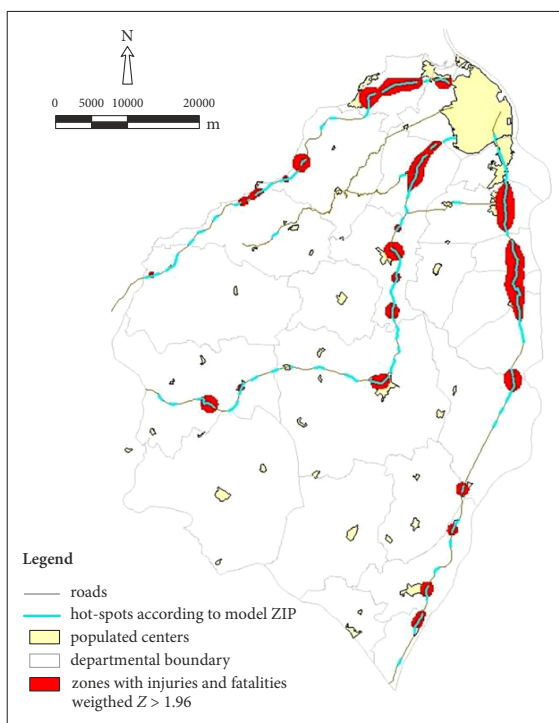 N
0 5000 10000 20000
m
Legend
roads
hot-spots according to model ZIP
populated centers
departmental boundary
zones with injuries and fatalities
weigthed Z > 1.96